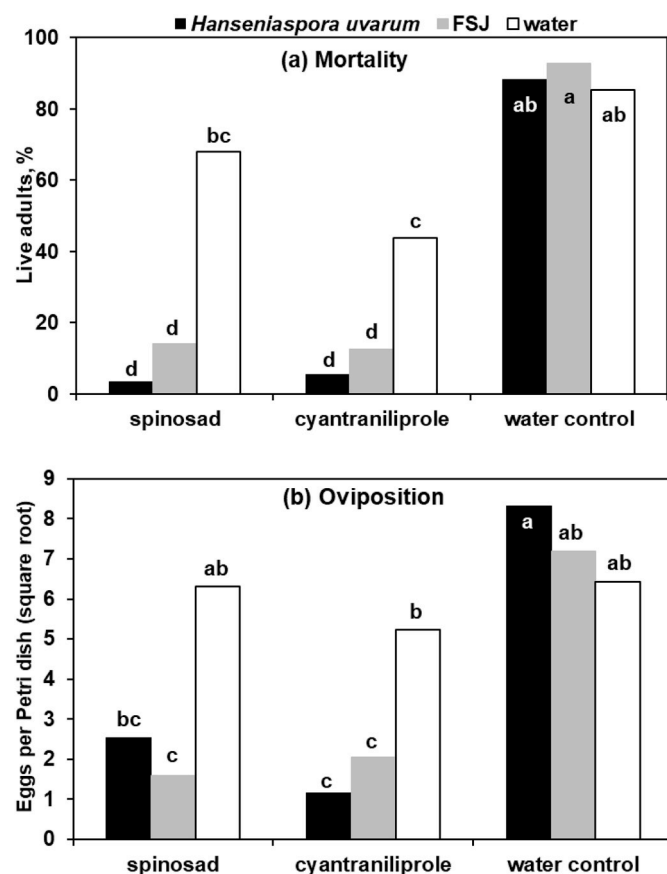 Hanseniaspora uvarum FSJ water
(a) Mortality
Live adults, %
100
80
60
40
20
0
d
d
bc
d
d
c
ab
a
ab
spinosad cyantraniliprole water control
(b) Oviposition
Eggs per Petri dish (square root)
9
8
7
6
5
4
3
2
1
0
bc
c
ab
c
c
b
a
ab
ab
spinosad cyantraniliprole water control